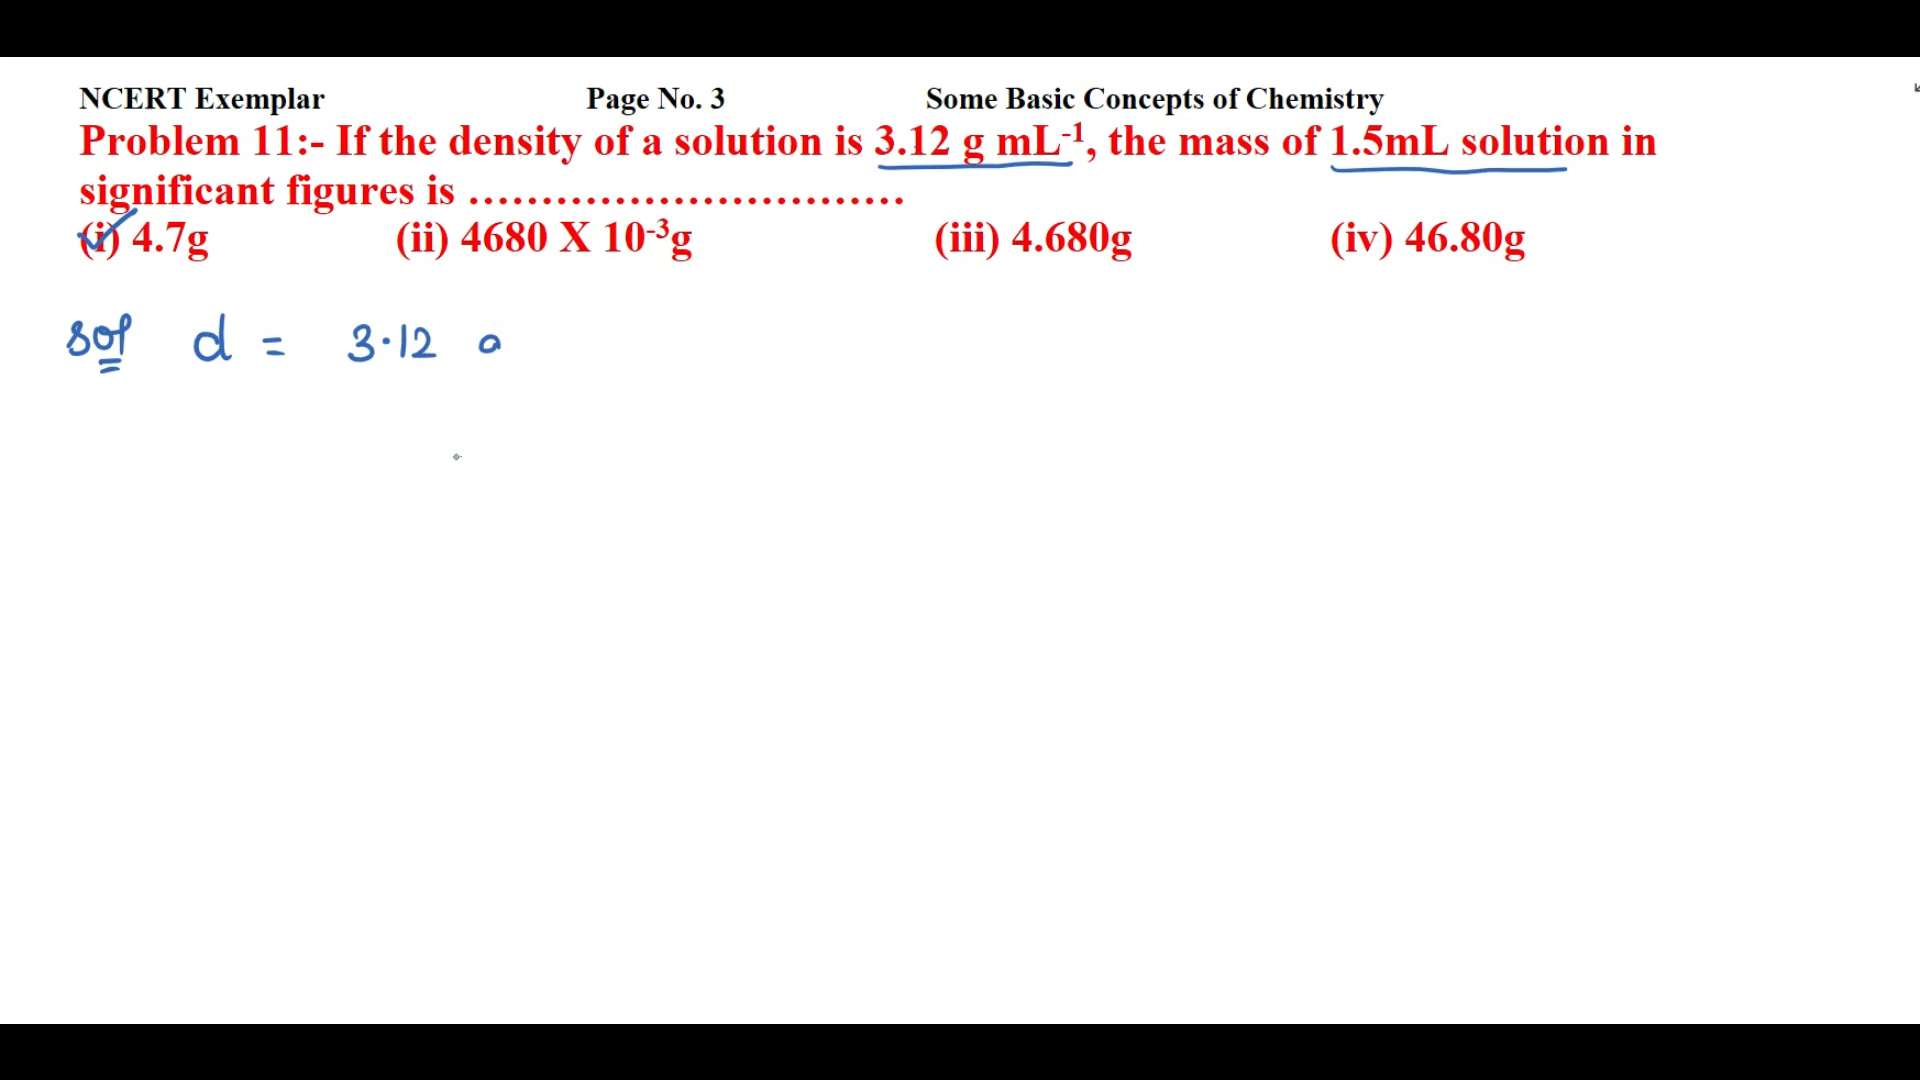 NCERT Exemplar Page No. 3 Some Basic Concepts of Chemistry
Problem 11:- If the density of a solution is 3.12 g mL⁻¹, the mass of 1.5mL solution in
significant figures is ..............................
(i) 4.7g (ii) 4680 X 10⁻³g (iii) 4.680g (iv) 46.80g
Sol d = 3.12